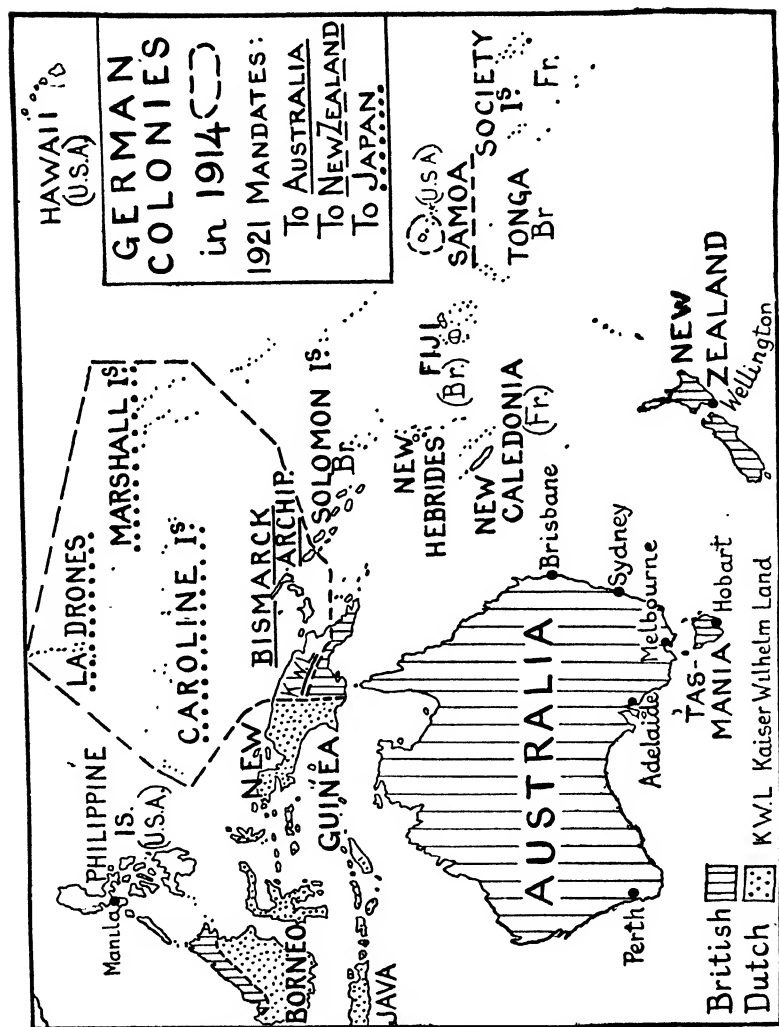 HAWAII
(U.S.A)
GERMAN
COLONIES
in 1914
1921 MANDATES:
To AUSTRALIA
To NEW ZEALAND
To JAPAN
PHILIPPINE
IS.
(U.S.A.)
Manila
LA DRONES
MARSHALL Is
CAROLINE Is
BISMARCK
ARCHIP.
SOLOMON Is
Br.
NEW
GUINEA
K.W.L
BORNEO
JAVA
(U.S.A)
SAMOA
SOCIETY
Is
Fr.
TONGA
Br
FIJI
(Br.)
NEW
HEBRIDES
NEW
CALEDONIA
(Fr.)
AUSTRALIA
Brisbane
Sydney
Melbourne
Adelaide
Perth
TAS-
MANIA
Hobart
NEW
ZEALAND
Wellington
British
Dutch
K.W.L Kaiser Wilhelm Land